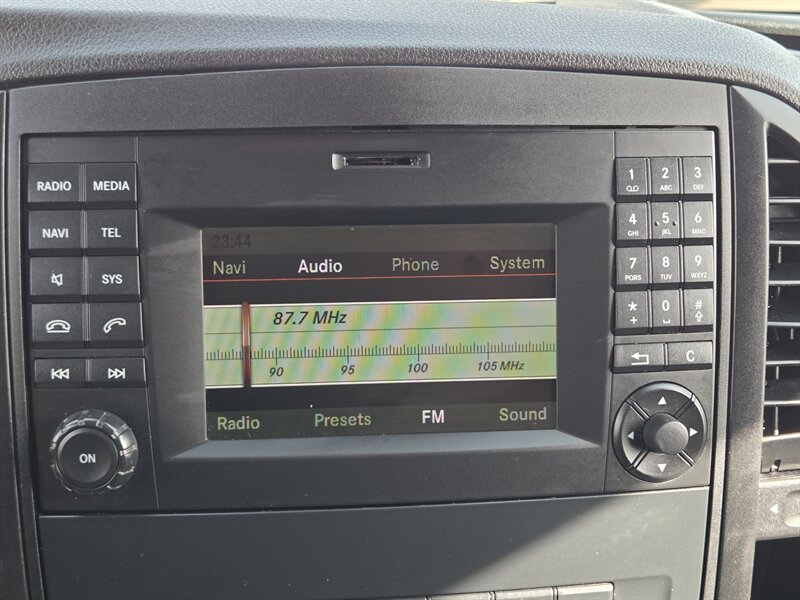 RADIO MEDIA
NAVI TEL
SYS
ON
23:44
Navi Audio Phone System
87.7 MHz
90 95 100 105 MHz
Radio Presets FM Sound
1 2 ABC 3 DEF
4 GHI 5 JKL 6 MNO
7 PQRS 8 TUV 9 WXYZ
* + 0 #
C